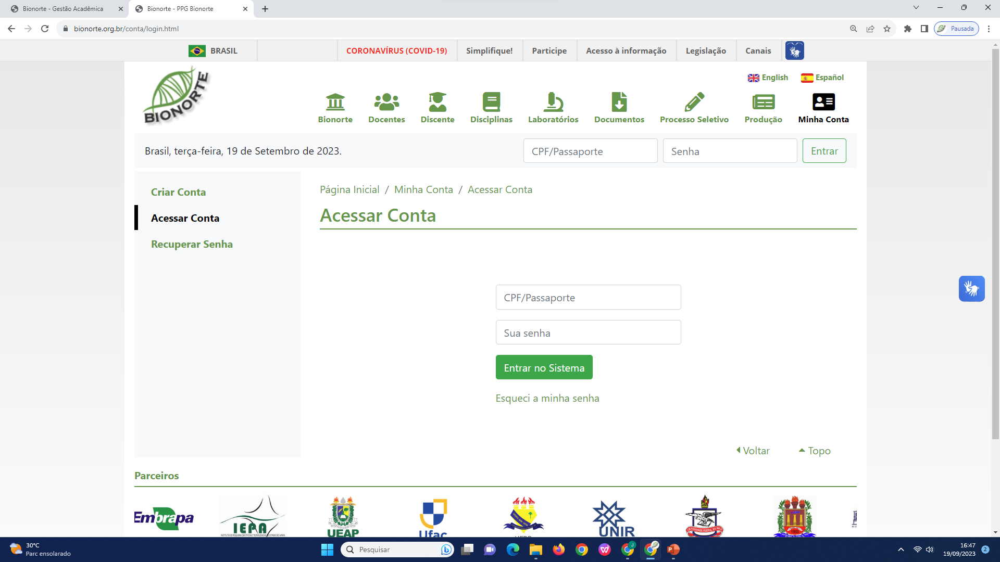 Bionorte - Gestão Acadêmica
Bionorte - PPG Bionorte
bionorte.org.br/conta/login.html
Pausada
BRASIL
CORONAVÍRUS (COVID-19)
Simplifique!
Participe
Acesso à informação
Legislação
Canais
BIONORTE
English
Español
Bionorte
Docentes
Discente
Disciplinas
Laboratórios
Documentos
Processo Seletivo
Produção
Minha Conta
Brasil, terça-feira, 19 de Setembro de 2023.
CPF/Passaporte
Senha
Entrar
Criar Conta
Acessar Conta
Recuperar Senha
Página Inicial / Minha Conta / Acessar Conta
Acessar Conta
CPF/Passaporte
Sua senha
Entrar no Sistema
Esqueci a minha senha
Voltar
Topo
Parceiros
Embrapa
IEPA
UEAP
Ufac
UNIR
30°C
Parc ensolarado
Pesquisar
16:47
19/09/2023
2